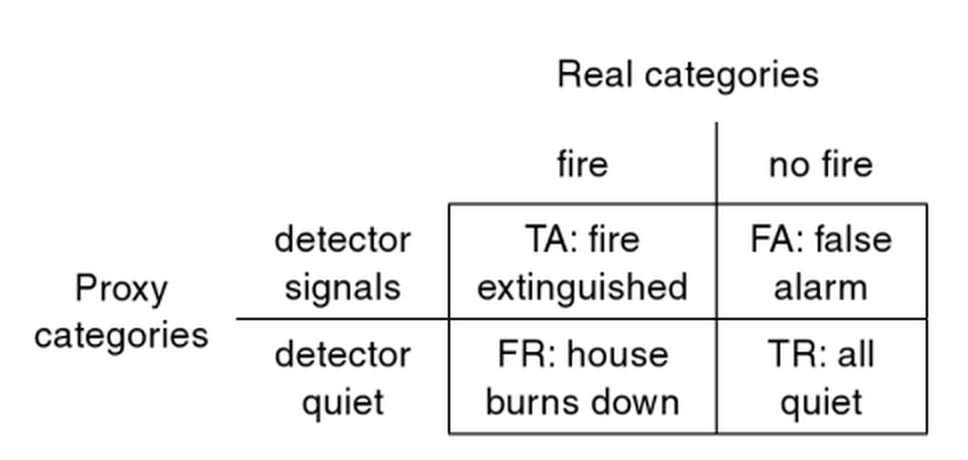 Real categories
fire no fire
detector signals TA: fire extinguished FA: false alarm
Proxy categories
detector quiet FR: house burns down TR: all quiet